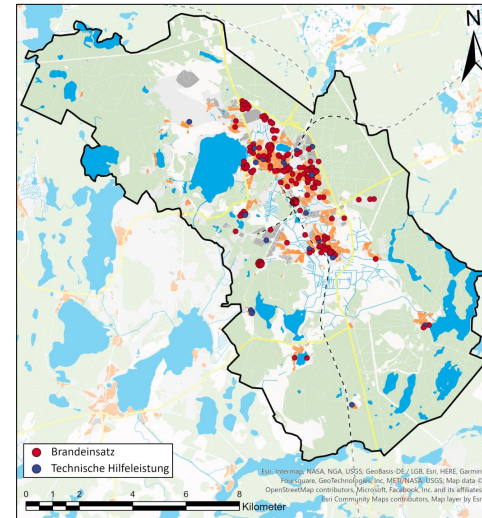 N
Brandeinsatz
Technische Hilfeleistung
Esri, Intermap, NASA, NGA, USGS; GeoBasis-DE / LGB, Esri, HERE, Garmin
Foursquare, GeoTechnologies, Inc, METI/NASA, USGS; Map data ©
OpenStreetMap contributors, Microsoft, Facebook, Inc. and its affiliates
Esri Community Maps contributors, Map layer by Esri
0 1 2 4 6 8
Kilometer